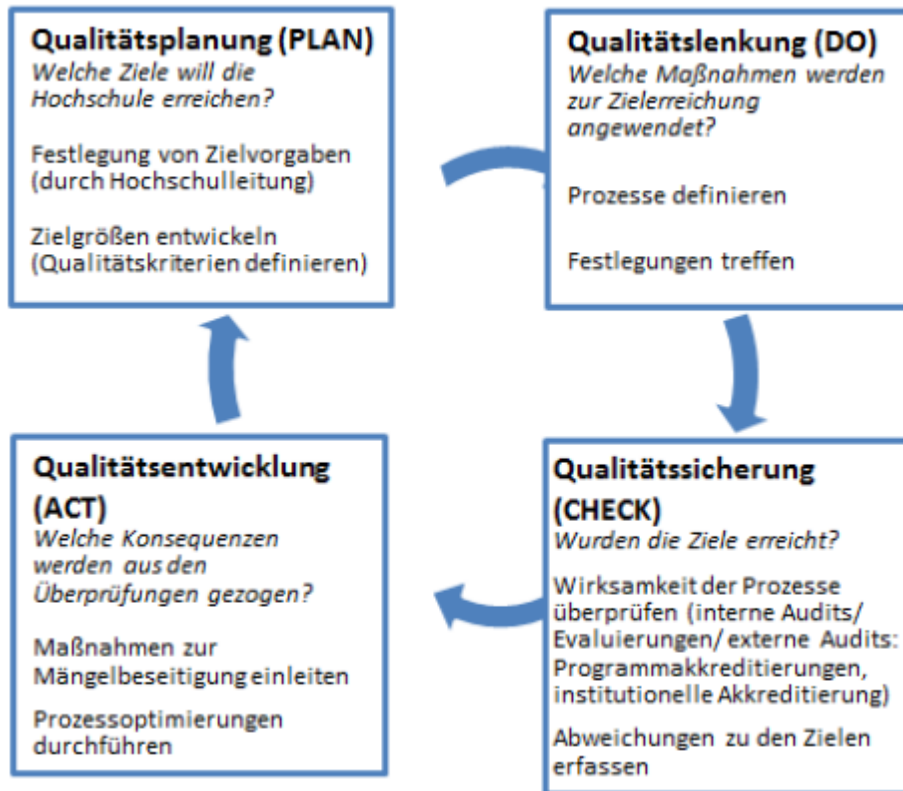 Qualitätsplanung (PLAN)
Welche Ziele will die
Hochschule erreichen?
Festlegung von Zielvorgaben
(durch Hochschulleitung)
Zielgrößen entwickeln
(Qualitätskriterien definieren)
Qualitätslenkung (DO)
Welche Maßnahmen werden
zur Zielerreichung
angewendet?
Prozesse definieren
Festlegungen treffen
Qualitätssicherung
(CHECK)
Wurden die Ziele erreicht?
Wirksamkeit der Prozesse
überprüfen (interne Audits/
Evaluierungen/ externe Audits:
Programmakkreditierungen,
institutionelle Akkreditierung)
Abweichungen zu den Zielen
erfassen
Qualitätsentwicklung
(ACT)
Welche Konsequenzen
werden aus den
Überprüfungen gezogen?
Maßnahmen zur
Mängelbeseitigung einleiten
Prozessoptimierungen
durchführen